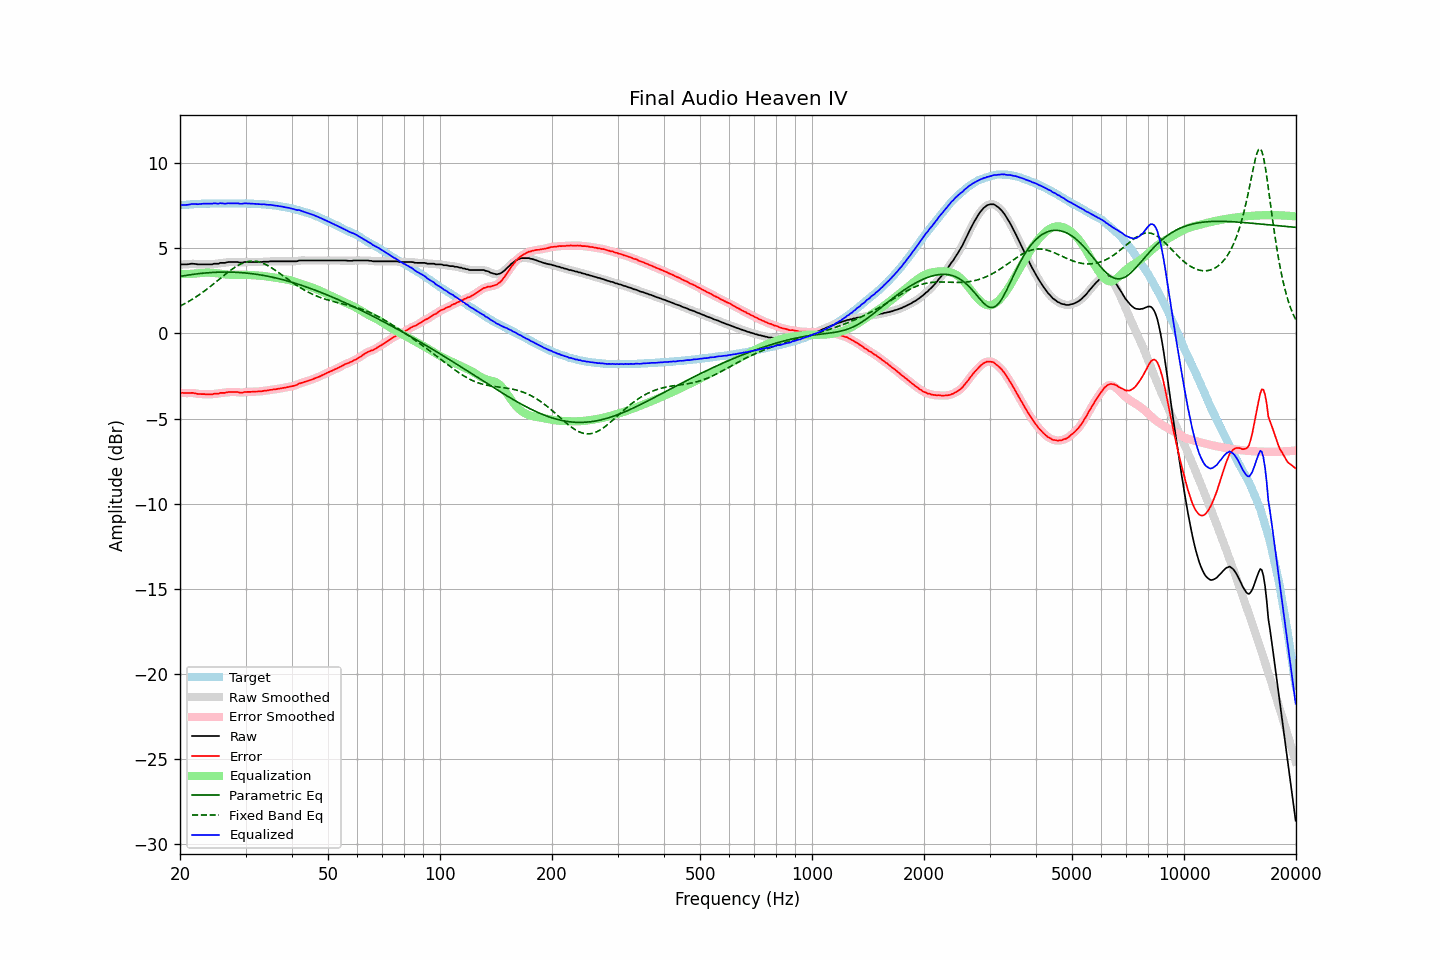 Final Audio Heaven IV
Amplitude (dBr)
10
5
0
−5
−10
−15
−20
−25
−30
Target
Raw Smoothed
Error Smoothed
Raw
Error
Equalization
Parametric Eq
Fixed Band Eq
Equalized
20 50 100 200 500 1000 2000 5000 10000 20000
Frequency (Hz)